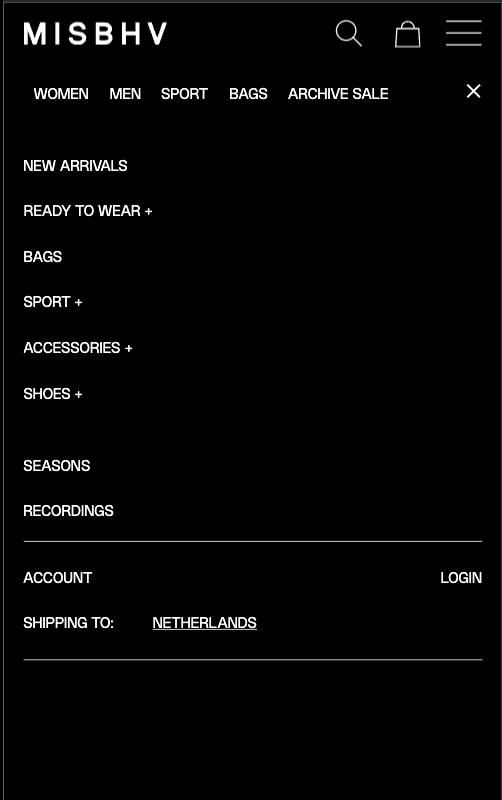 MISBHV
WOMEN MEN SPORT BAGS ARCHIVE SALE
NEW ARRIVALS
READY TO WEAR +
BAGS
SPORT +
ACCESSORIES +
SHOES +
SEASONS
RECORDINGS
ACCOUNT LOGIN
SHIPPING TO: NETHERLANDS